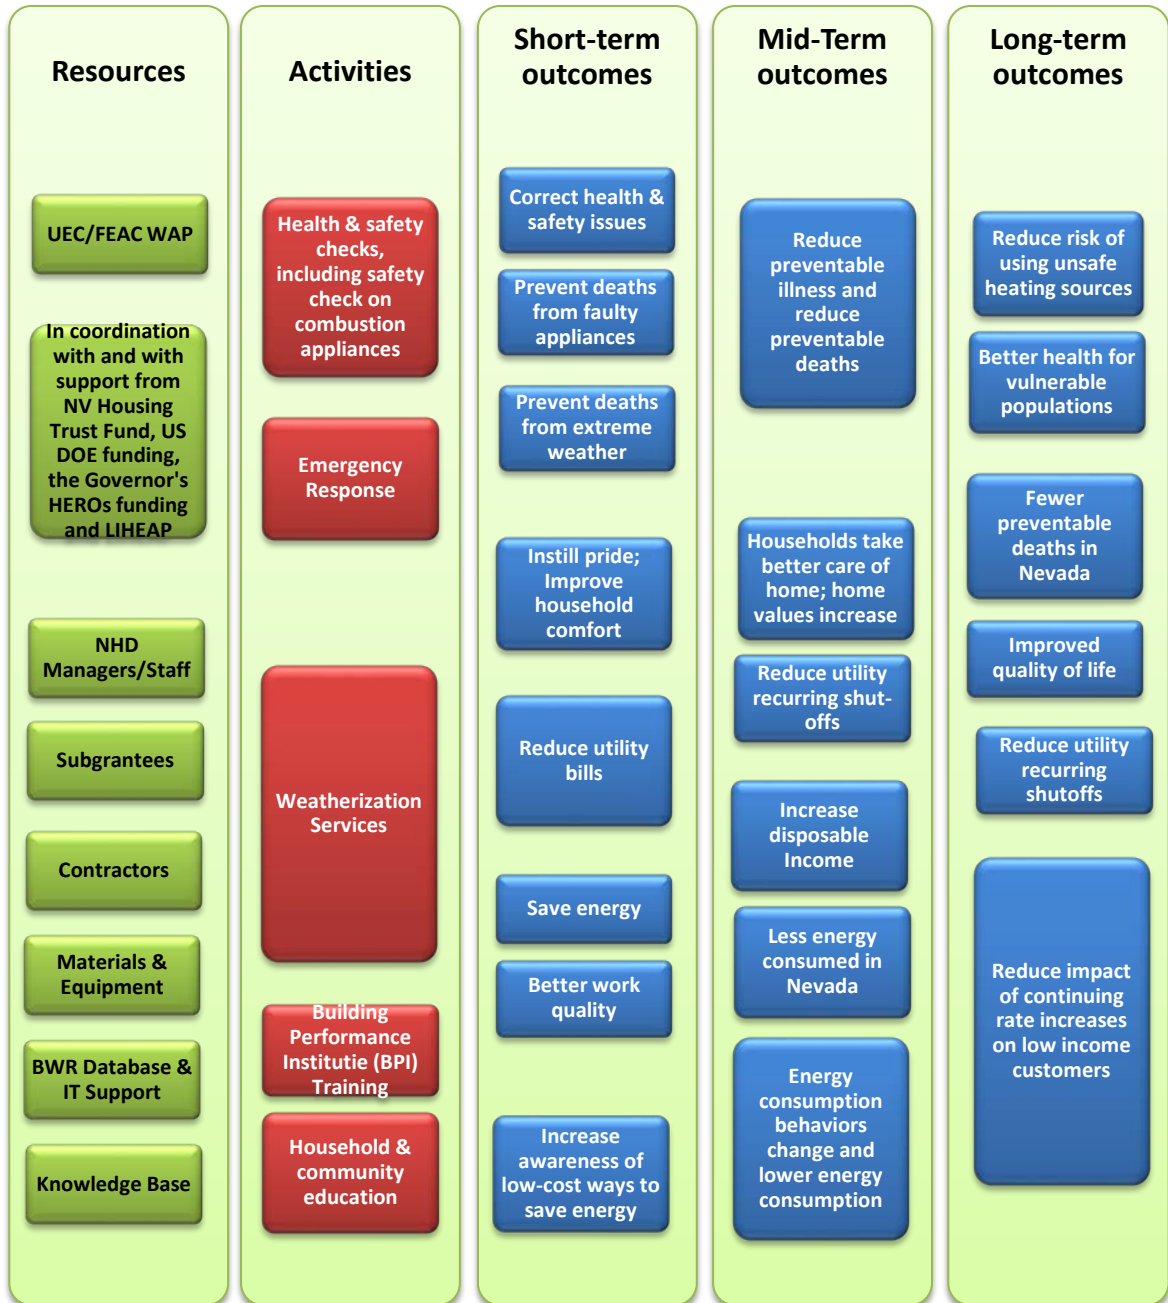 Resources
UEC/FEAC WAP
In coordination
with and with
support from
NV Housing
Trust Fund, US
DOE funding,
the Governor's
HEROs funding
and LIHEAP
NHD
Managers/Staff
Subgrantees
Contractors
Materials &
Equipment
BWR Database &
IT Support
Knowledge Base
Activities
Health & safety
checks,
including safety
check on
combustion
appliances
Emergency
Response
Weatherization
Services
Building
Performance
Institutie (BPI)
Training
Household &
community
education
Short-term
outcomes
Correct health &
safety issues
Prevent deaths
from faulty
appliances
Prevent deaths
from extreme
weather
Instill pride;
Improve
household
comfort
Reduce utility
bills
Save energy
Better work
quality
Increase
awareness of
low-cost ways to
save energy
Mid-Term
outcomes
Reduce
preventable
illness and
reduce
preventable
deaths
Households take
better care of
home; home
values increase
Reduce utility
recurring shut-
offs
Increase
disposable
Income
Less energy
consumed in
Nevada
Energy
consumption
behaviors
change and
lower energy
consumption
Long-term
outcomes
Reduce risk of
using unsafe
heating sources
Better health for
vulnerable
populations
Fewer
preventable
deaths in
Nevada
Improved
quality of life
Reduce utility
recurring
shutoffs
Reduce impact
of continuing
rate increases
on low income
customers